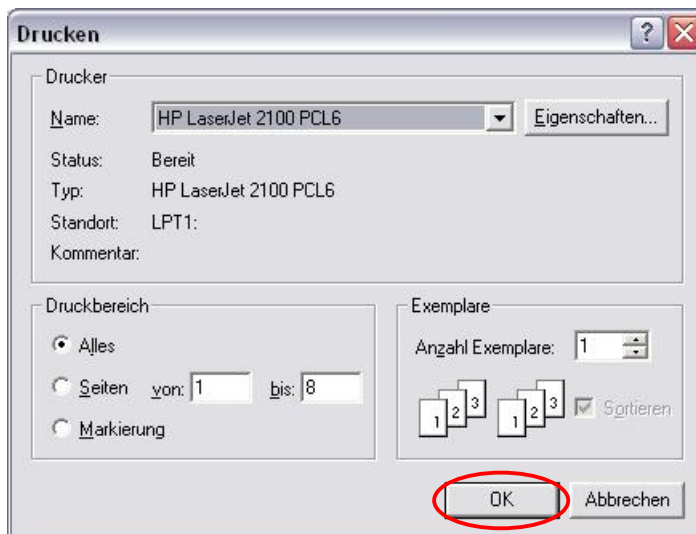 Drucken
Drucker
Name: HP LaserJet 2100 PCL6 Eigenschaften...
Status: Bereit
Typ: HP LaserJet 2100 PCL6
Standort: LPT1:
Kommentar:
Druckbereich
Alles
Seiten von: 1 bis: 8
Markierung
Exemplare
Anzahl Exemplare: 1
1 2 3 1 2 3 Sortieren
OK Abbrechen